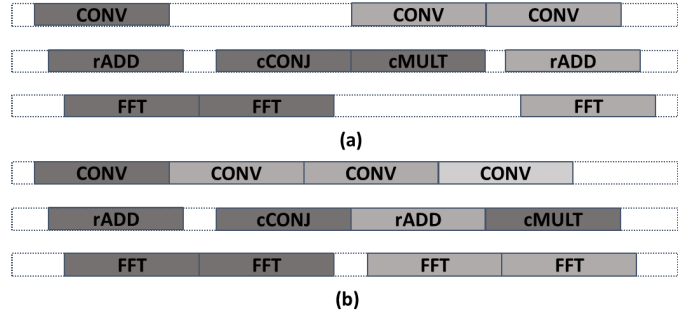 CONV CONV CONV
rADD cCONJ cMULT rADD
FFT FFT FFT
(a)
CONV CONV CONV CONV
rADD cCONJ rADD cMULT
FFT FFT FFT FFT
(b)